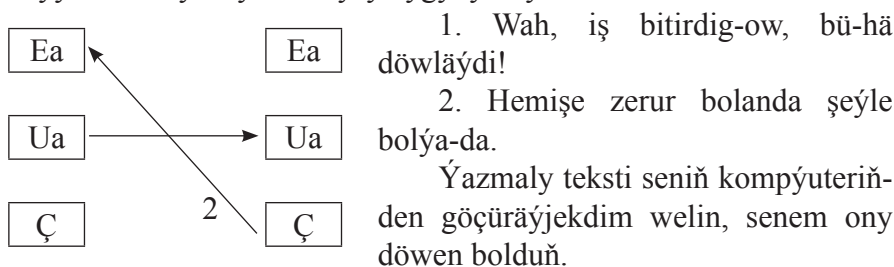 Ea
Ea
Ua
Ua
Ç
2
Ç
1. Wah, iş bitirdig-ow, bü-hä
döwläýdi!
2. Hemişe zerur bolanda şeýle
bolýa-da.
Ýazmaly teksti seniň kompýuteriň-
den göçüräýjekdim welin, senem ony
döwen bolduň.